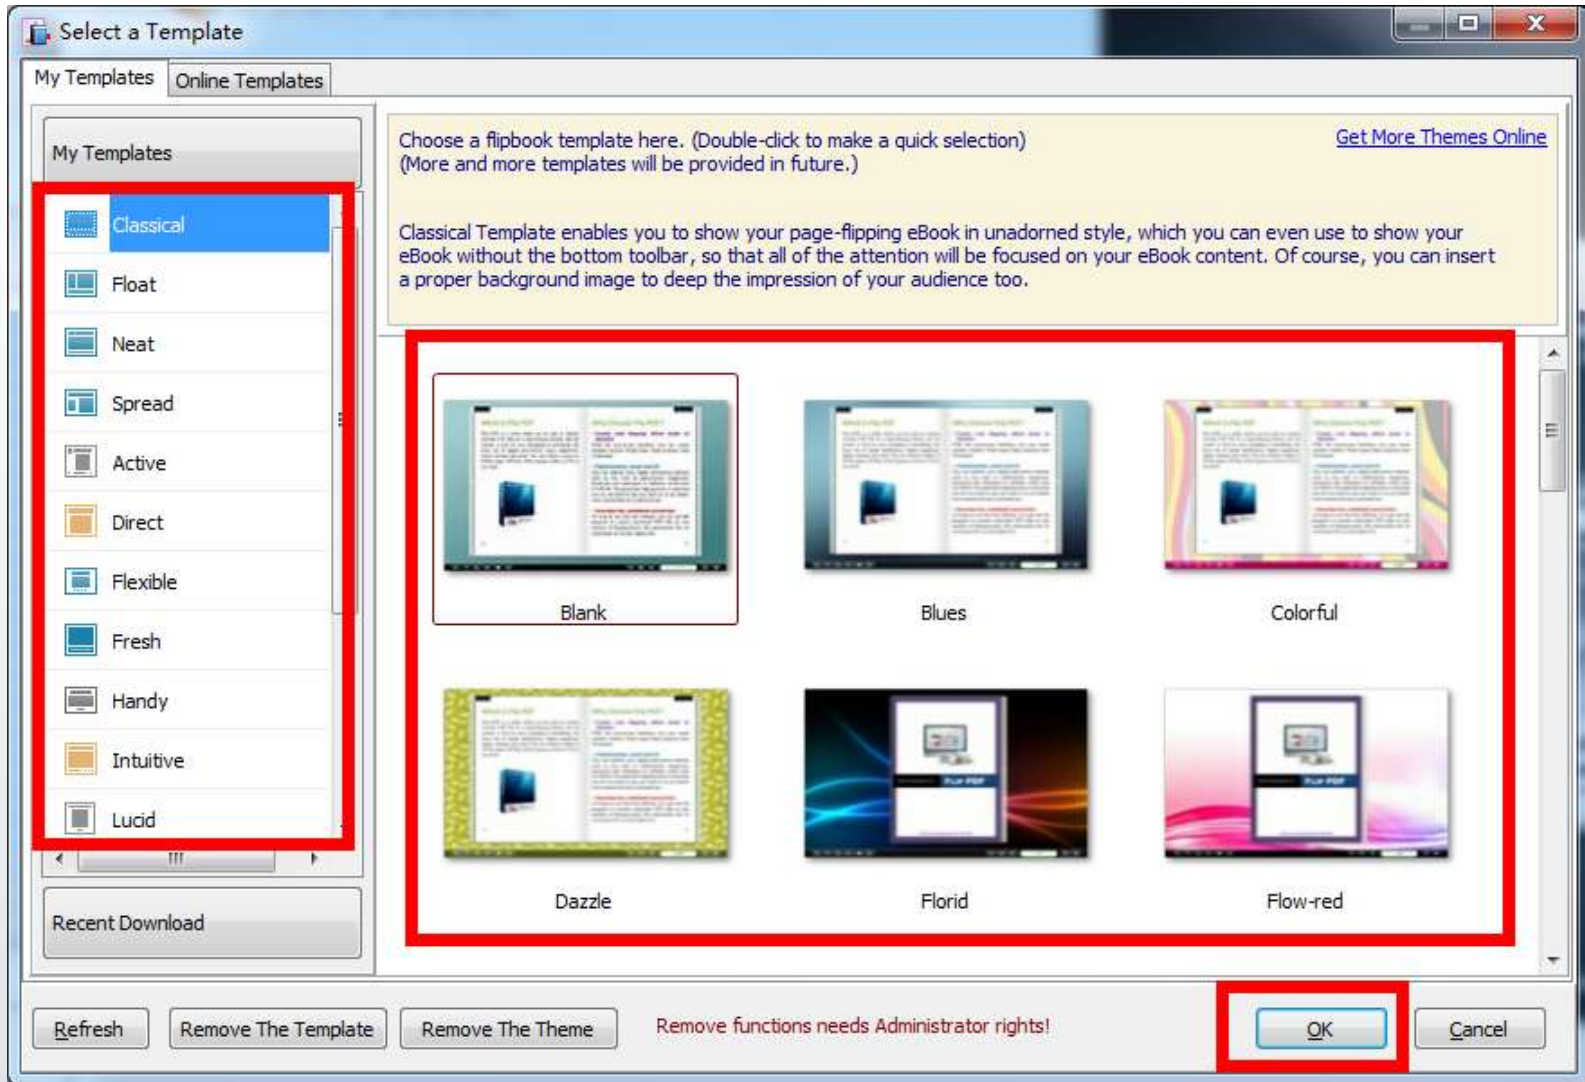 Select a Template
My Templates
Online Templates
My Templates
Classical
Float
Neat
Spread
Active
Direct
Flexible
Fresh
Handy
Intuitive
Lucid
Recent Download
Choose a flipbook template here. (Double-click to make a quick selection)
Get More Themes Online
(More and more templates will be provided in future.)
Classical Template enables you to show your page-flipping eBook in unadorned style, which you can even use to show your
eBook without the bottom toolbar, so that all of the attention will be focused on your eBook content. Of course, you can insert
a proper background image to deep the impression of your audience too.
Blank
Blues
Colorful
FLIP PDF
FLIP PDF
Dazzle
Florid
Flow-red
Refresh
Remove The Template
Remove The Theme
Remove functions needs Administrator rights!
OK
Cancel